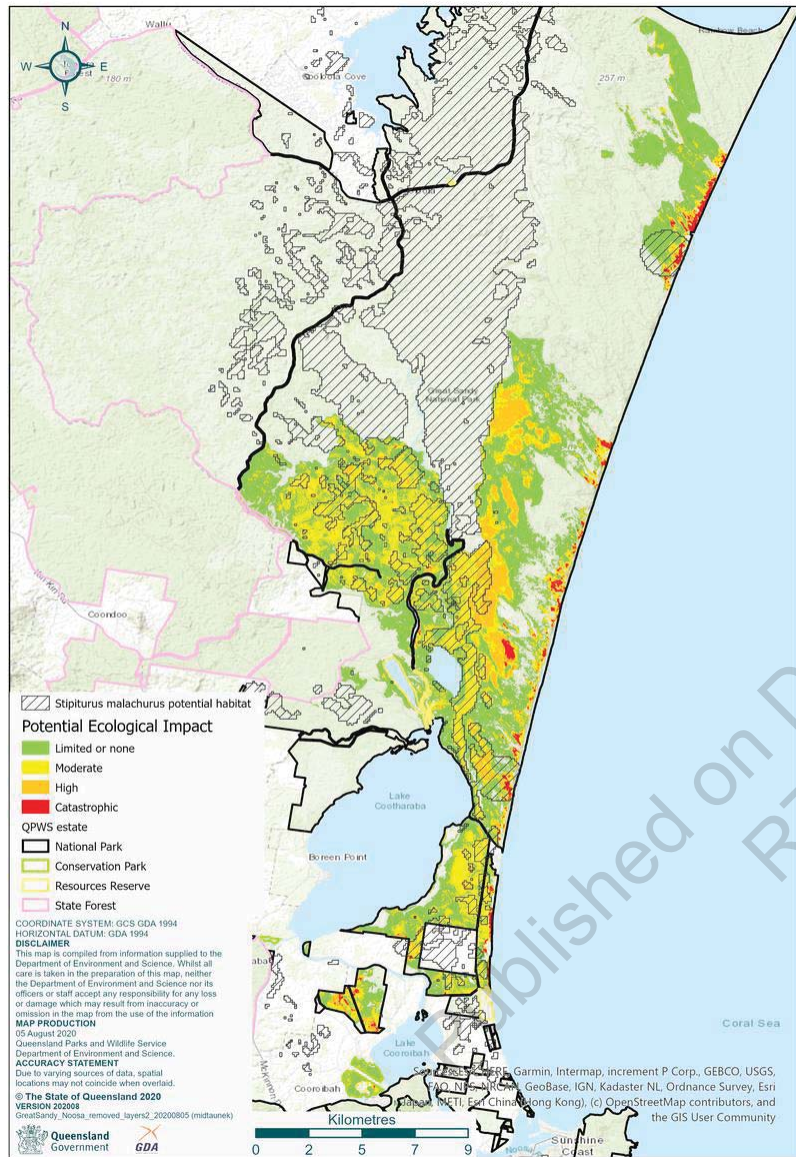 Wallu
Rainbow Beach
N
W E
S
Forest
180 m
Cooloola Cove
257 m
Great Sandy
National Park
Coondoo
Stipiturus malachurus potential habitat
Potential Ecological Impact
Limited or none
Moderate
High
Catastrophic
QPWS estate
National Park
Conservation Park
Resources Reserve
State Forest
Lake
Cootharaba
Boreen Point
COORDINATE SYSTEM: GCS GDA 1994
HORIZONTAL DATUM: GDA 1994
DISCLAIMER
This map is compiled from information supplied to the
Department of Environment and Science. Whilst all
care is taken in the preparation of this map, neither
the Department of Environment and Science nor its
officers or staff accept any responsibility for any loss
or damage which may result from inaccuracy or
omission in the map from the use of the information
MAP PRODUCTION
05 August 2020
Queensland Parks and Wildlife Service
Department of Environment and Science.
ACCURACY STATEMENT
Due to varying sources of data, spatial
locations may not coincide when overlaid.
© The State of Queensland 2020
VERSION 202008
GreatSandy_Noosa_removed_layers2_20200805 (midtaunek)
Queensland
Government
GDA
Lake
Cooroibah
Cooroibah
Coral Sea
Published on D
RT
Sources: Esri, HERE, Garmin, Intermap, increment P Corp., GEBCO, USGS,
FAO, NPS, NRCAN, GeoBase, IGN, Kadaster NL, Ordnance Survey, Esri
Japan, METI, Esri China (Hong Kong), (c) OpenStreetMap contributors, and
the GIS User Community
Sunshine
Coast
Kilometres
0 2 5 7 9